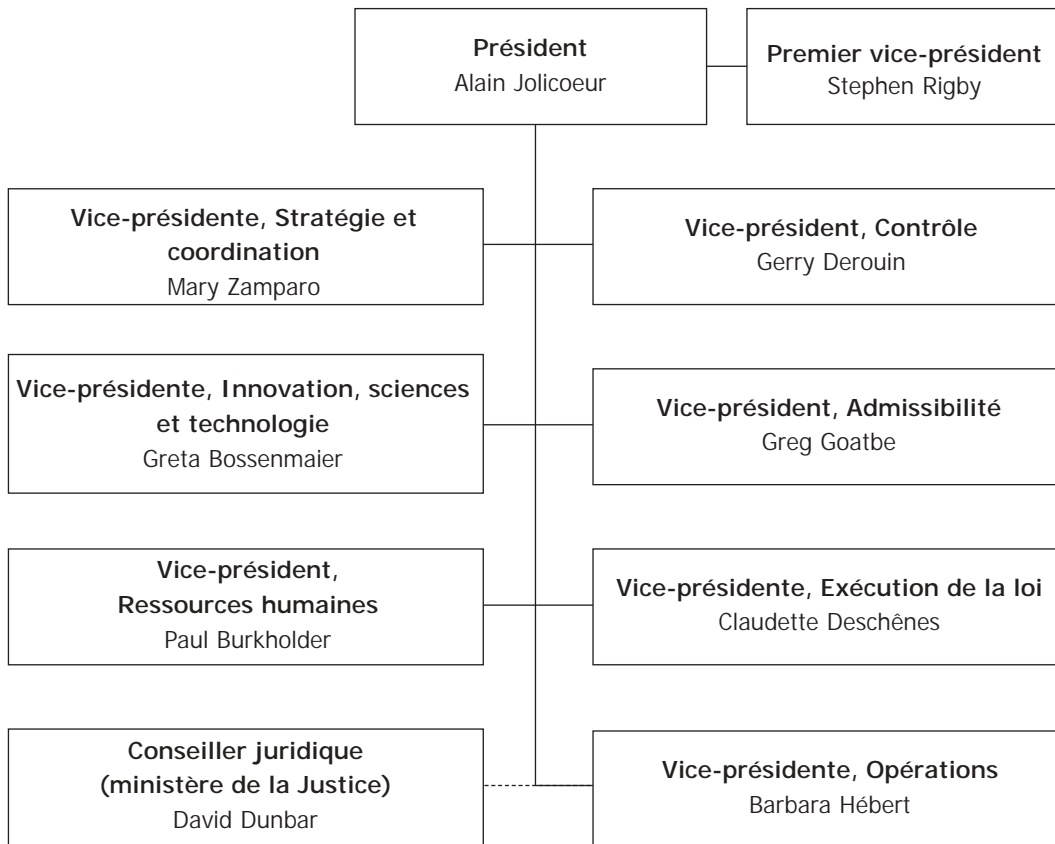 Président
Alain Jolicoeur
Premier vice-président
Stephen Rigby
Vice-présidente, Stratégie et
coordination
Mary Zamparo
Vice-président, Contrôle
Gerry Derouin
Vice-présidente, Innovation, sciences
et technologie
Greta Bossenmaier
Vice-président, Admissibilité
Greg Goatbe
Vice-président,
Ressources humaines
Paul Burkholder
Vice-présidente, Exécution de la loi
Claudette Deschênes
Conseiller juridique
(ministère de la Justice)
David Dunbar
Vice-présidente, Opérations
Barbara Hébert